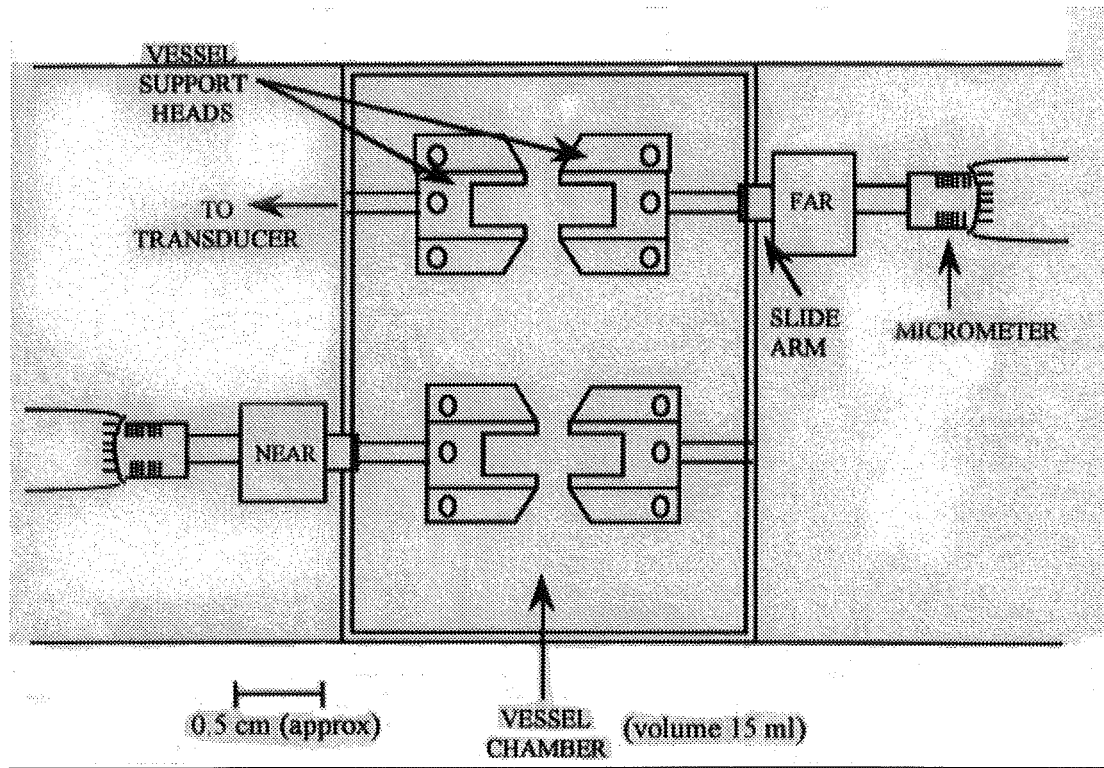 VESSEL
SUPPORT
HEADS
TO
TRANSDUCER
FAR
SLIDE
ARM
MICROMETER
NEAR
0.5 cm (approx)
VESSEL
CHAMBER
(volume 15 ml)